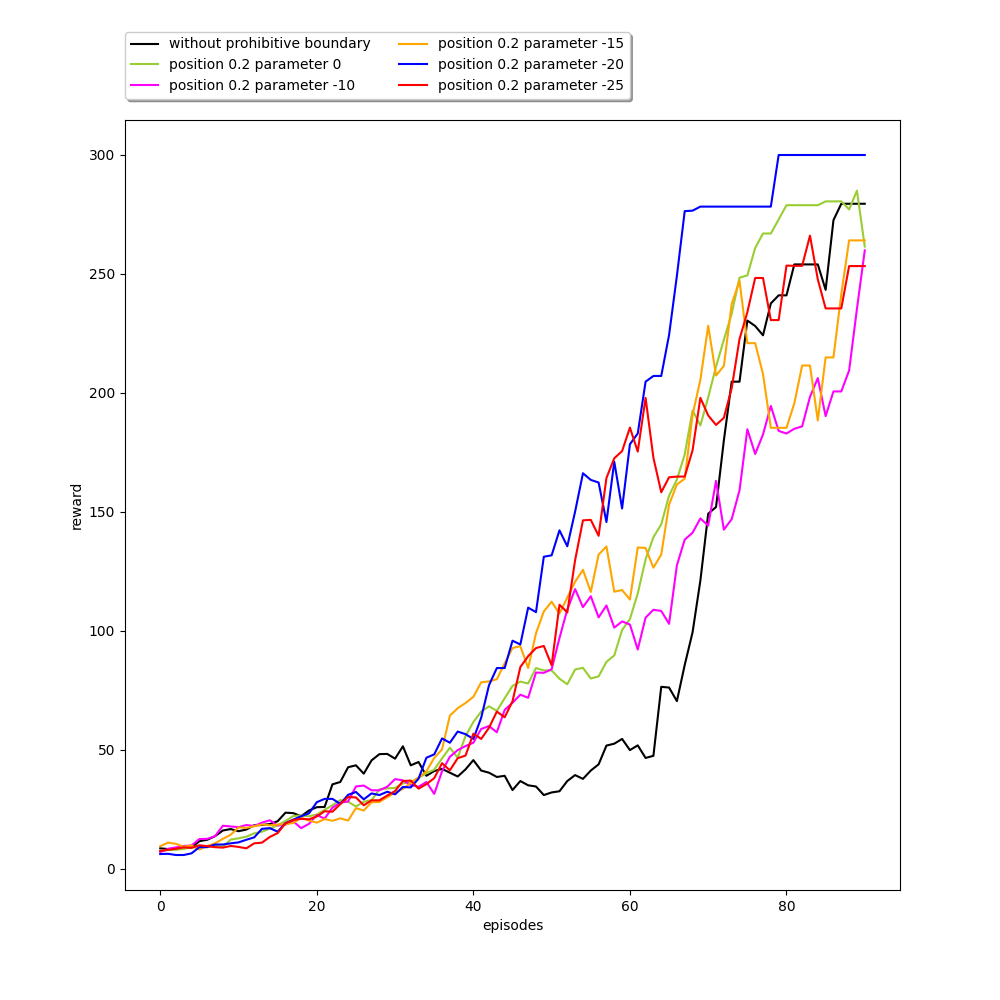 without prohibitive boundary
position 0.2 parameter 0
position 0.2 parameter -10
position 0.2 parameter -15
position 0.2 parameter -20
position 0.2 parameter -25
300
250
200
150
100
50
0
reward
0 20 40 60 80
episodes